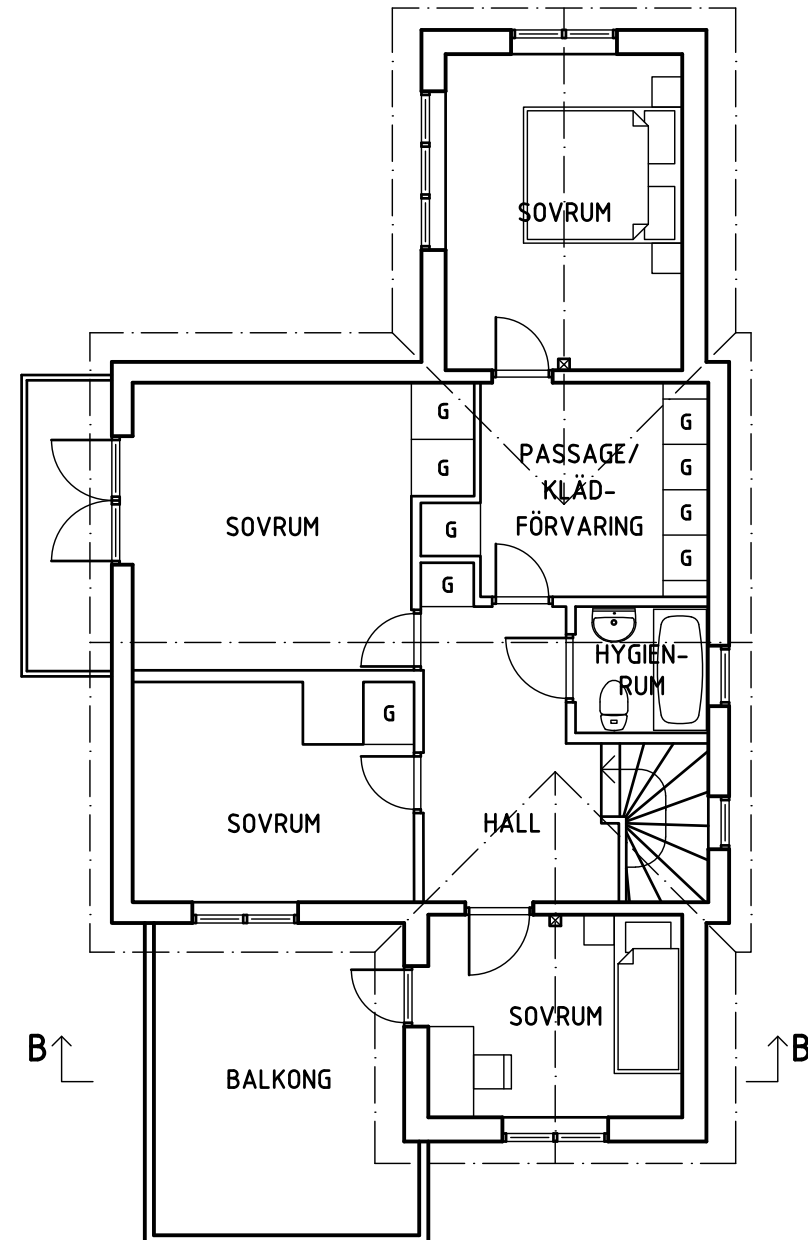 SOVRUM
G
G
G
PASSAGE/
KLÄD-
FÖRVARING
G
G
G
G
G
SOVRUM
HYGIEN-
RUM
G
SOVRUM
HALL
SOVRUM
B
B
BALKONG